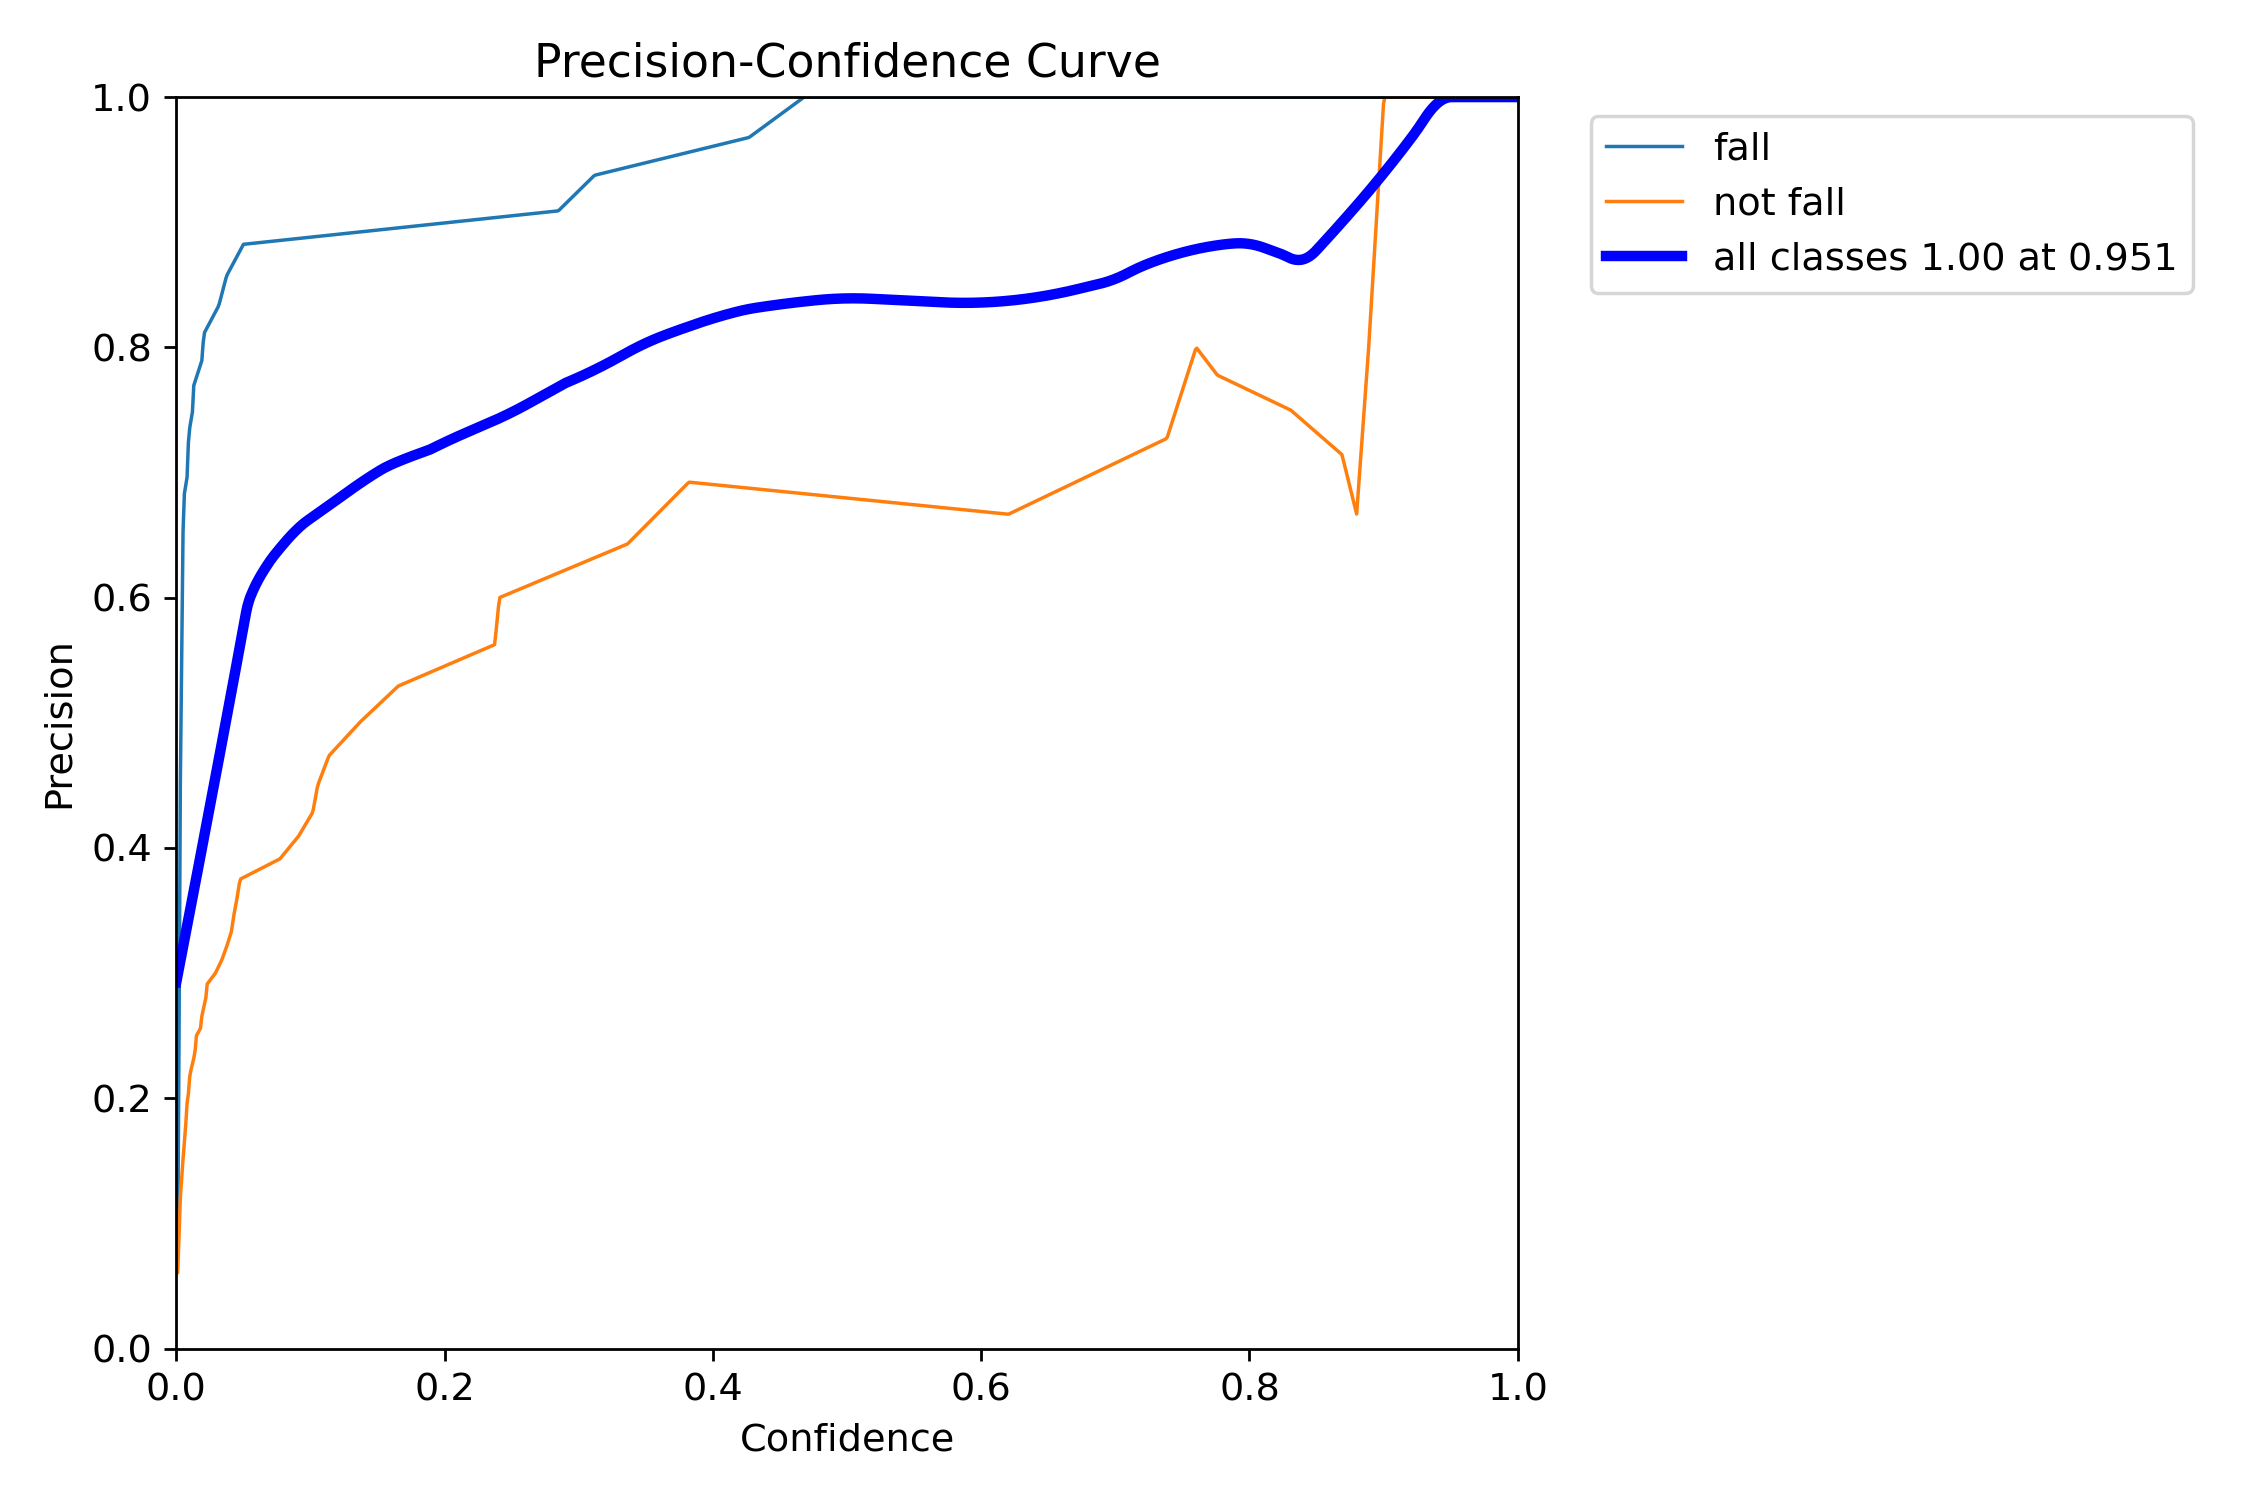 Precision-Confidence Curve
1.0
0.8
0.6
0.4
0.2
0.0
Precision
0.0 0.2 0.4 0.6 0.8 1.0
Confidence
fall
not fall
all classes 1.00 at 0.951